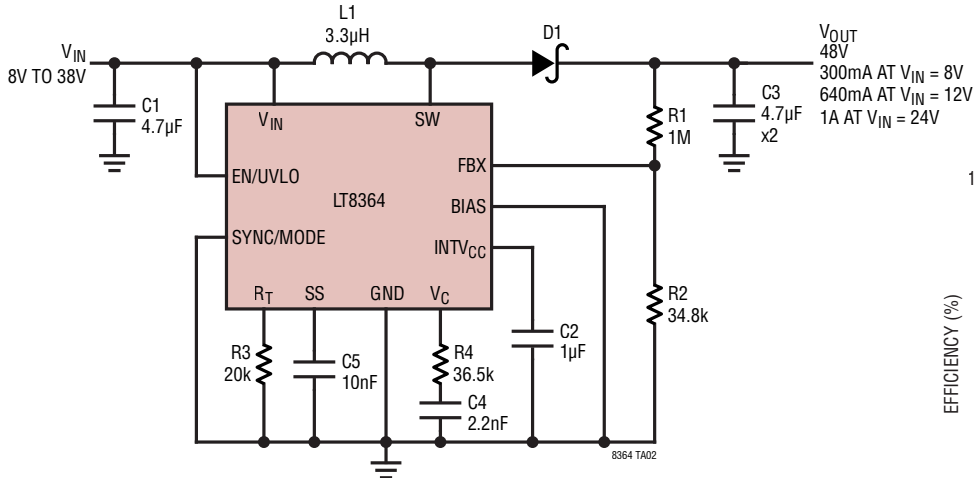 L1
3.3µH
D1
VIN
8V TO 38V
VOUT
48V
300mA AT VIN = 8V
640mA AT VIN = 12V
1A AT VIN = 24V
C1
4.7µF
C3
4.7µF
x2
R1
1M
VIN
SW
FBX
EN/UVLO
LT8364
BIAS
SYNC/MODE
INTVCC
RT
SS
GND
VC
R2
34.8k
R3
20k
C5
10nF
R4
36.5k
C4
2.2nF
C2
1µF
8364 TA02
1
EFFICIENCY (%)